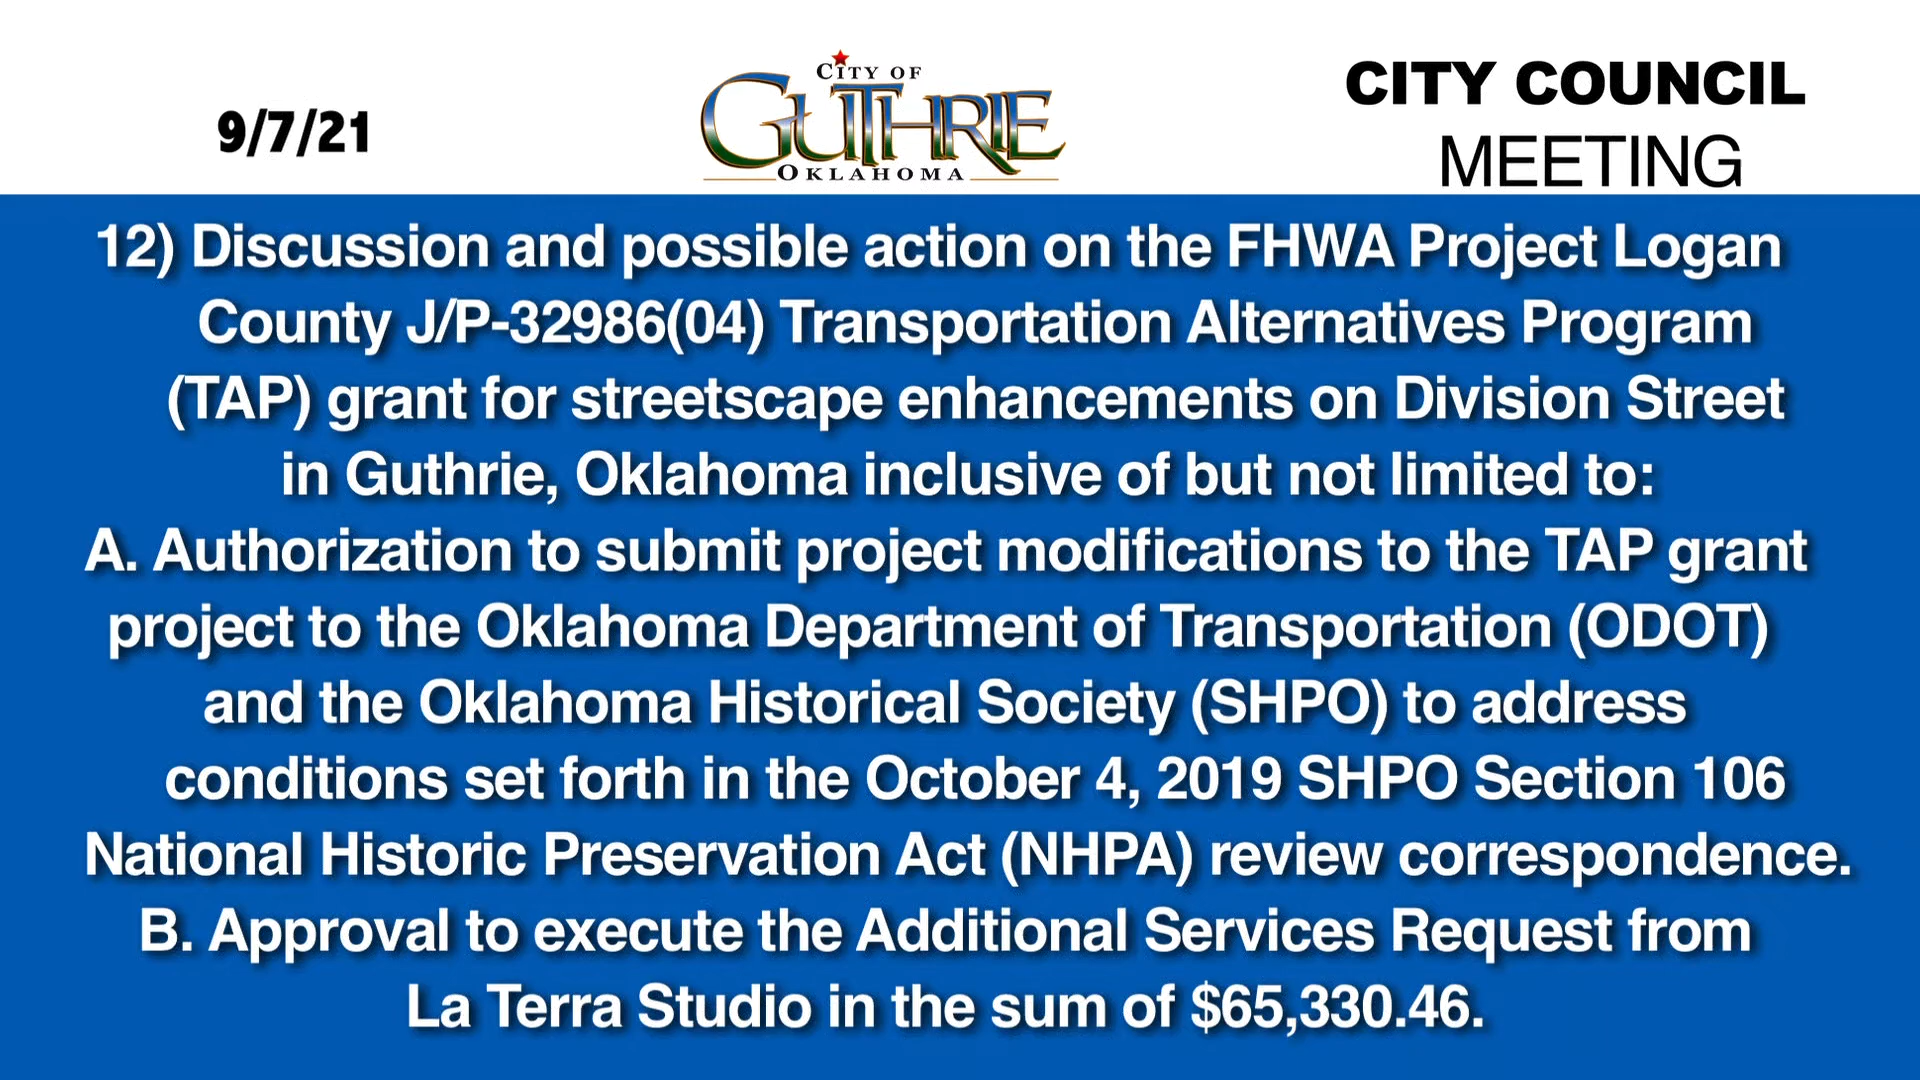 9/7/21
CITY OF
GUTHRIE
OKLAHOMA
CITY COUNCIL
MEETING
12) Discussion and possible action on the FHWA Project Logan
County J/P-32986(04) Transportation Alternatives Program
(TAP) grant for streetscape enhancements on Division Street
in Guthrie, Oklahoma inclusive of but not limited to:
A. Authorization to submit project modifications to the TAP grant
project to the Oklahoma Department of Transportation (ODOT)
and the Oklahoma Historical Society (SHPO) to address
conditions set forth in the October 4, 2019 SHPO Section 106
National Historic Preservation Act (NHPA) review correspondence.
B. Approval to execute the Additional Services Request from
La Terra Studio in the sum of $65,330.46.